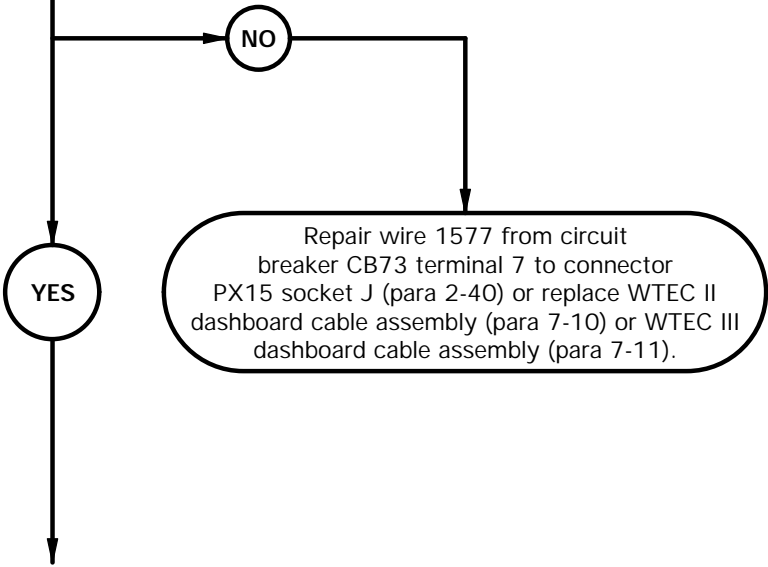 NO
YES
Repair wire 1577 from circuit
breaker CB73 terminal 7 to connector
PX15 socket J (para 2-40) or replace WTEC II
dashboard cable assembly (para 7-10) or WTEC III
dashboard cable assembly (para 7-11).